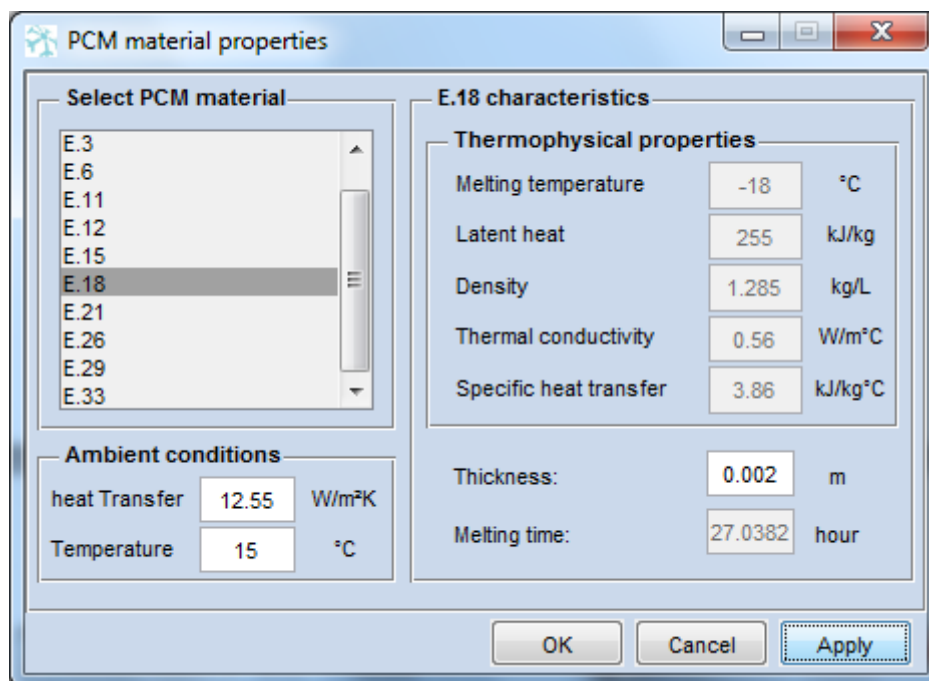 PCM material properties
Select PCM material
E.3
E.6
E.11
E.12
E.15
E.18
E.21
E.26
E.29
E.33
Ambient conditions
heat Transfer 12.55 W/m²K
Temperature 15 °C
E.18 characteristics
Thermophysical properties
Melting temperature -18 °C
Latent heat 255 kJ/kg
Density 1.285 kg/L
Thermal conductivity 0.56 W/m°C
Specific heat transfer 3.86 kJ/kg°C
Thickness: 0.002 m
Melting time: 27.0382 hour
OK Cancel Apply